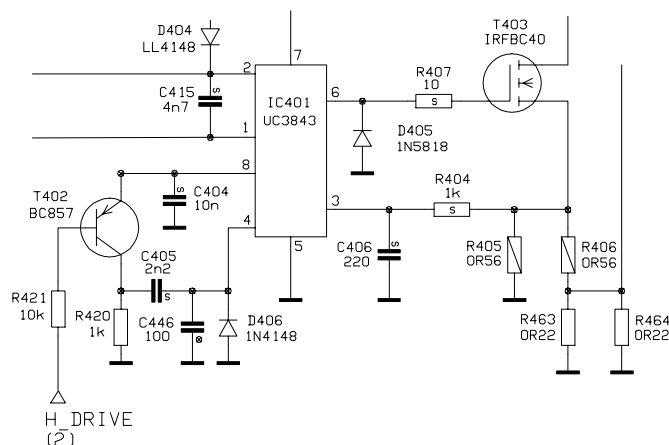 D404
LL4148
T403
IRFBC40
7
2
C415
4n7
s
IC401
UC3843
6
R407
10
s
D405
1N5818
1
8
T402
BC857
C404
10n
s
3
R404
1k
s
4
C405
2n2
s
5
C406
220
s
R405
0R56
R406
0R56
R421
10k
R420
1k
C446
100
s
D406
1N4148
R463
0R22
R464
0R22
H_DRIVE
(2)